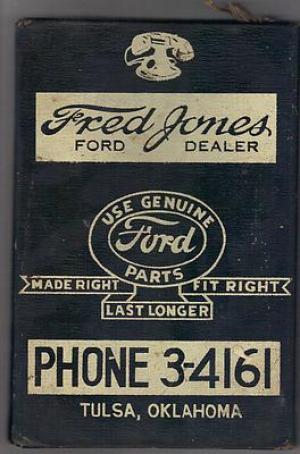 Fred Jones
FORD DEALER
USE GENUINE
Ford
PARTS
MADE RIGHT FIT RIGHT
LAST LONGER
PHONE 3-4161
TULSA, OKLAHOMA